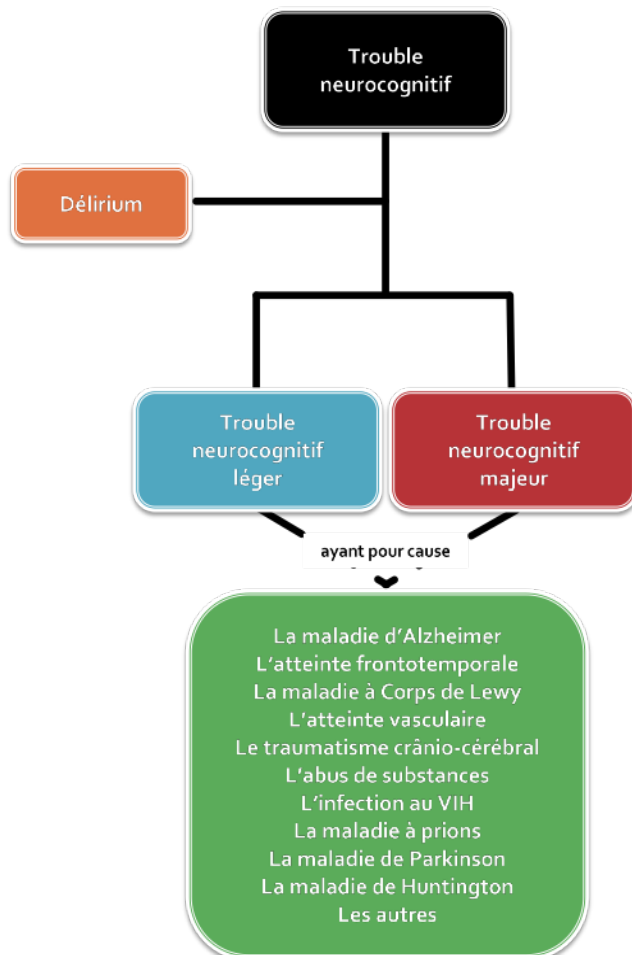 Trouble
neurocognitif
Délirium
Trouble
neurocognitif
léger
Trouble
neurocognitif
majeur
ayant pour cause
La maladie d'Alzheimer
L'atteinte frontotemporale
La maladie à Corps de Lewy
L'atteinte vasculaire
Le traumatisme crânio-cérébral
L'abus de substances
L'infection au VIH
La maladie à prions
La maladie de Parkinson
La maladie de Huntington
Les autres